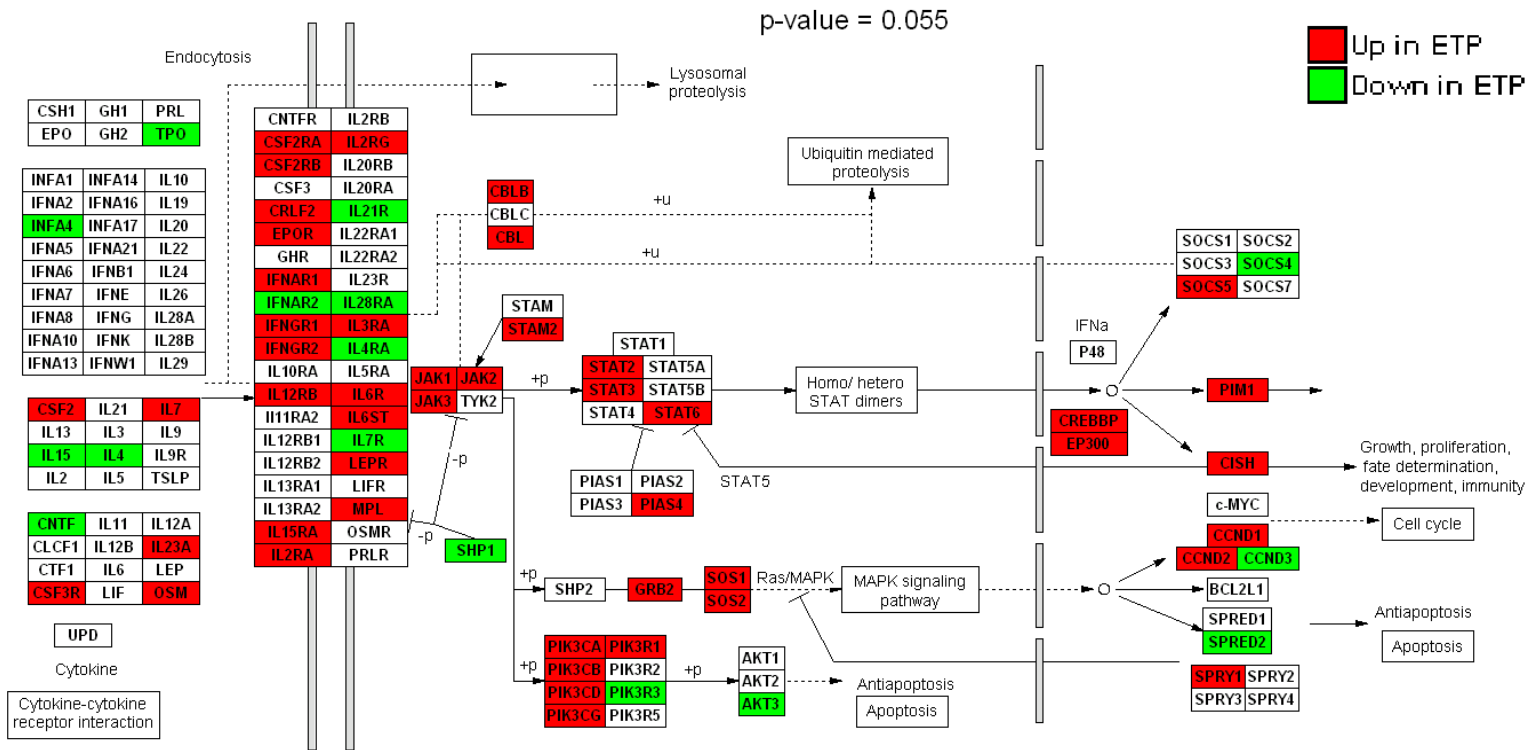 p-value = 0.055
Up in ETP
Down in ETP
Endocytosis
Lysosomal
proteolysis
CSH1 GH1 PRL
EPO GH2 TPO
INFA1 INFA14 IL10
IFNA2 IFNA16 IL19
INFA4 INFA17 IL20
IFNA5 IFNA21 IL22
IFNA6 IFNB1 IL24
IFNA7 IFNE IL26
IFNA8 IFNG IL28A
IFNA10 IFNK IL28B
IFNA13 IFNW1 IL29
CSF2 IL21 IL7
IL13 IL3 IL9
IL15 IL4 IL9R
IL2 IL5 TSLP
CNTF IL11 IL12A
CLCF1 IL12B IL23A
CTF1 IL6 LEP
CSF3R LIF OSM
UPD
Cytokine
Cytokine-cytokine
receptor interaction
CNTFR IL2RB
CSF2RA IL2RG
CSF2RB IL20RB
CSF3 IL20RA
CRLF2 IL21R
EPOR IL22RA1
GHR IL22RA2
IFNAR1 IL23R
IFNAR2 IL28RA
IFNGR1 IL3RA
IFNGR2 IL4RA
IL10RA IL5RA
IL12RB IL6R
Il11RA2 IL6ST
IL12RB1 IL7R
IL12RB2 LEPR
IL13RA1 LIFR
IL13RA2 MPL
IL15RA OSMR
IL2RA PRLR
CBLB
CBLC
CBL
+u
+u
Ubiquitin mediated
proteolysis
STAM
STAM2
JAK1 JAK2
JAK3 TYK2
+p
-p
-p
SHP1
STAT1
STAT2 STAT5A
STAT3 STAT5B
STAT4 STAT6
Homo/ hetero
STAT dimers
PIAS1 PIAS2
PIAS3 PIAS4
STAT5
+p
SHP2
GRB2
SOS1
SOS2
Ras/MAPK
MAPK signaling
pathway
+p
PIK3CA PIK3R1
PIK3CB PIK3R2
PIK3CD PIK3R3
PIK3CG PIK3R5
+p
AKT1
AKT2
AKT3
Antiapoptosis
Apoptosis
SOCS1 SOCS2
SOCS3 SOCS4
SOCS5 SOCS7
IFNa
P48
PIM1
CREBBP
EP300
CISH
Growth, proliferation,
fate determination,
development, immunity
c-MYC
Cell cycle
CCND1
CCND2 CCND3
BCL2L1
SPRED1
SPRED2
Antiapoptosis
Apoptosis
SPRY1 SPRY2
SPRY3 SPRY4